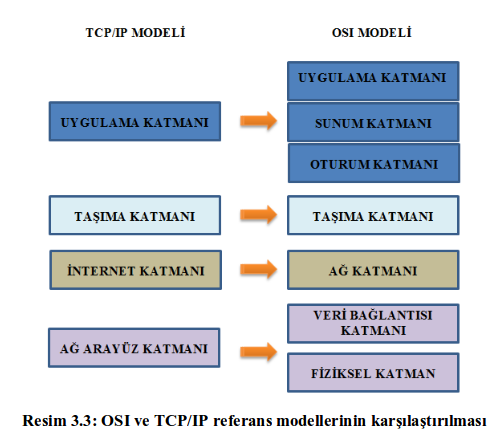 TCP/IP MODELİ
OSI MODELİ
UYGULAMA KATMANI
UYGULAMA KATMANI
SUNUM KATMANI
OTURUM KATMANI
TAŞIMA KATMANI
TAŞIMA KATMANI
İNTERNET KATMANI
AĞ KATMANI
AĞ ARAYÜZ KATMANI
VERİ BAĞLANTISI
KATMANI
FİZİKSEL KATMAN
Resim 3.3: OSI ve TCP/IP referans modellerinin karşılaştırılması